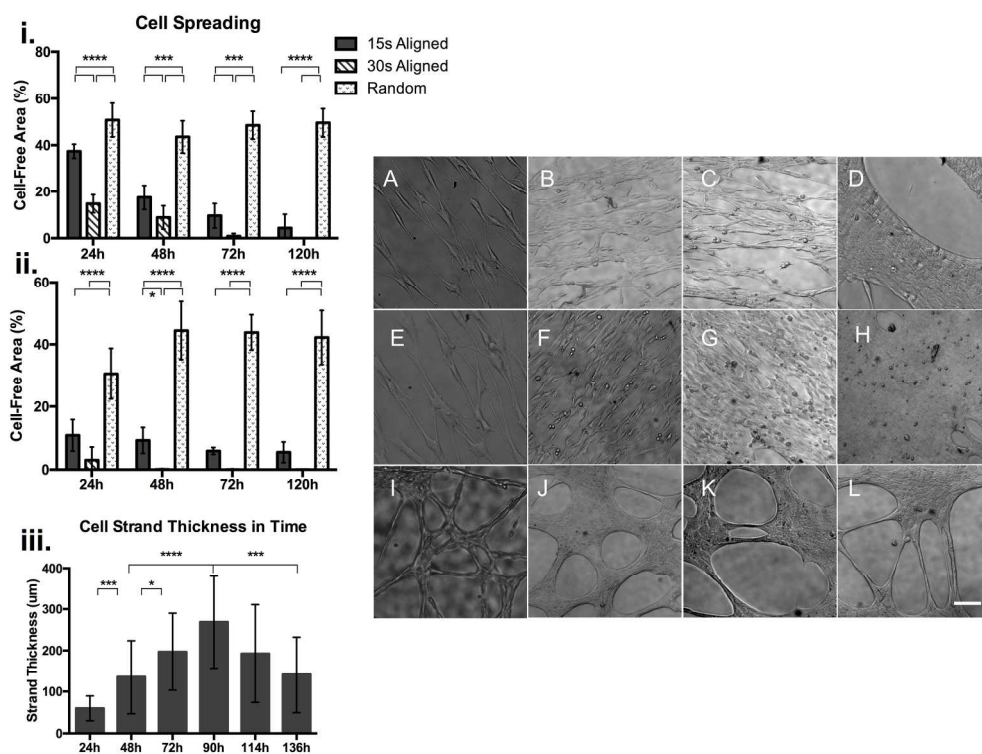 Cell Spreading
i.
15s Aligned
30s Aligned
Random
Cell-Free Area (%)
80
60
40
20
0
**** *** *** ****
24h 48h 72h 120h
ii.
Cell-Free Area (%)
60
40
20
0
**** **** **** ****
*
24h 48h 72h 120h
Cell Strand Thickness in Time
iii.
Strand Thickness (um)
400
300
200
100
0
**** ***
*** *
24h 48h 72h 90h 114h 136h
A B C D
E F G H
I J K L